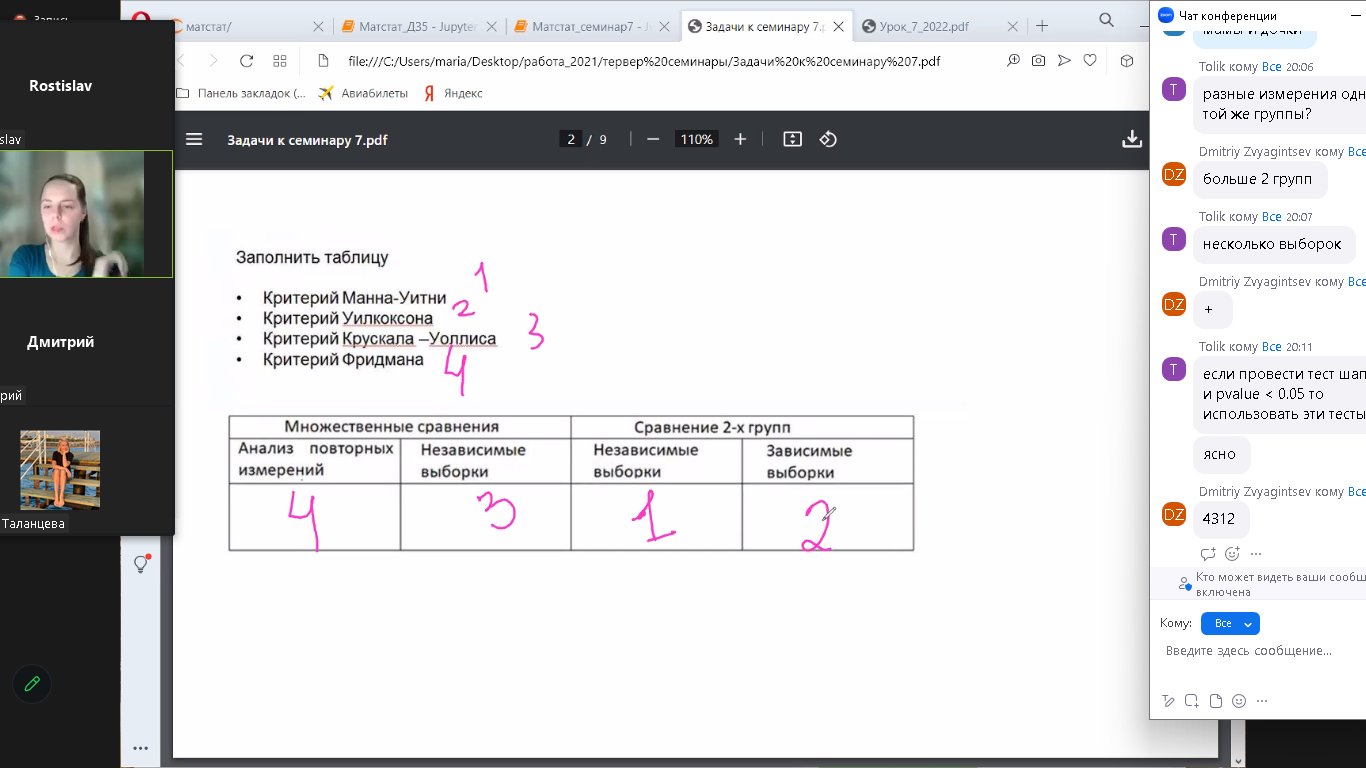 Запись
матстат/
Матстат_Д35 - Jupyter
Матстат_семинар7 - J
Задачи к семинару 7.p
Урок_7_2022.pdf
file:///C:/Users/maria/Desktop/работа_2021/тервер%20семинары/Задачи%20к%20семинару%207.pdf
Панель закладок (...
Авиабилеты
Яндекс
Задачи к семинару 7.pdf
2 / 9
110%
Rostislav
slav
Дмитрий
рий
Таланцева
Заполнить таблицу
• Критерий Манна-Уитни 1
• Критерий Уилкоксона 2
• Критерий Крускала –Уоллиса 3
• Критерий Фридмана 4
Множественные сравнения Сравнение 2-х групп
Анализ повторных измерений
Независимые выборки
Независимые выборки
Зависимые выборки
4 3 1 2
Чат конференции
мамы и дочки
Tolik кому Все 20:06
T
разные измерения одн
той же группы?
Dmitriy Zvyagintsev кому Все
DZ
больше 2 групп
Tolik кому Все 20:07
T
несколько выборок
Dmitriy Zvyagintsev кому Все
DZ
+
Tolik кому Все 20:11
T
если провести тест шап
и pvalue < 0.05 то
использовать эти тесты
ясно
Dmitriy Zvyagintsev кому Все
DZ
4312
Кто может видеть ваши сообщ
включена
Кому: Все
Введите здесь сообщение...